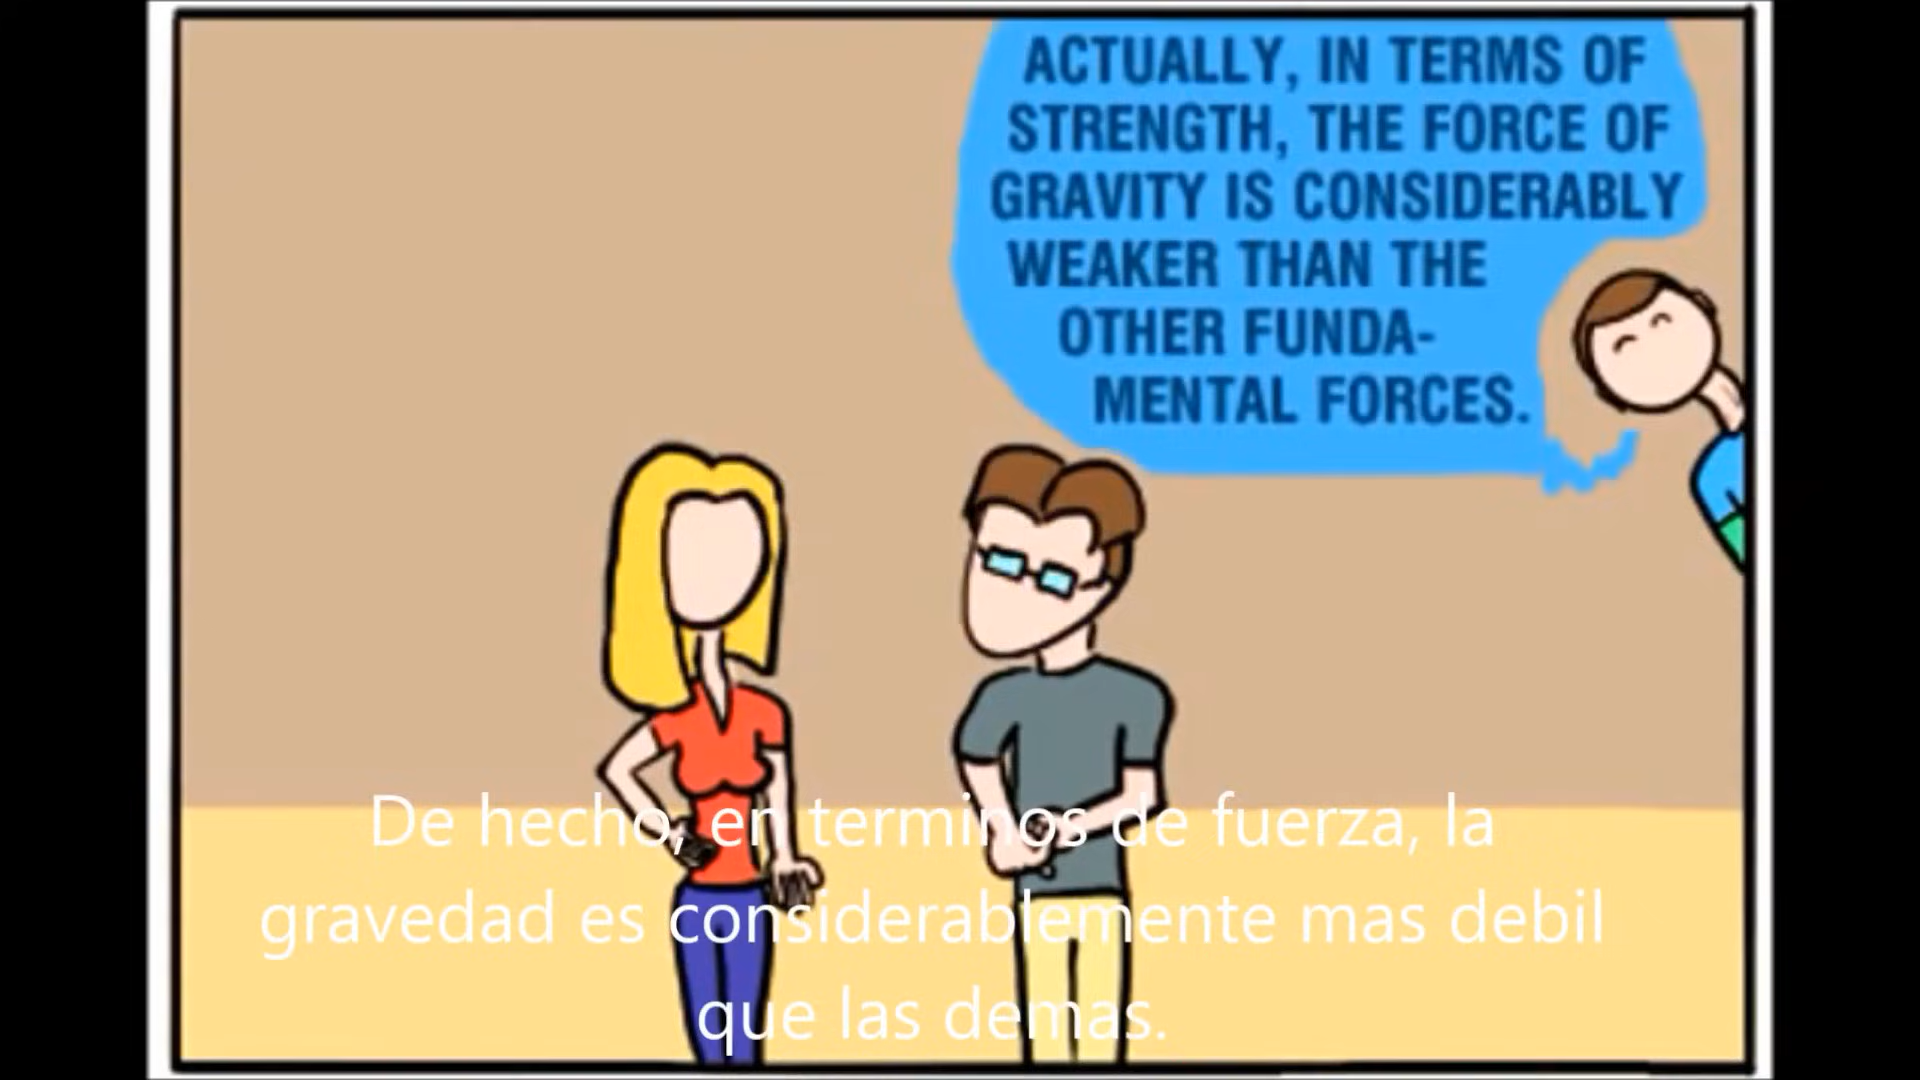 ACTUALLY, IN TERMS OF
STRENGTH, THE FORCE OF
GRAVITY IS CONSIDERABLY
WEAKER THAN THE
OTHER FUNDA-
MENTAL FORCES.
De hecho, en terminos de fuerza, la
gravedad es considerablemente mas debil
que las demas.